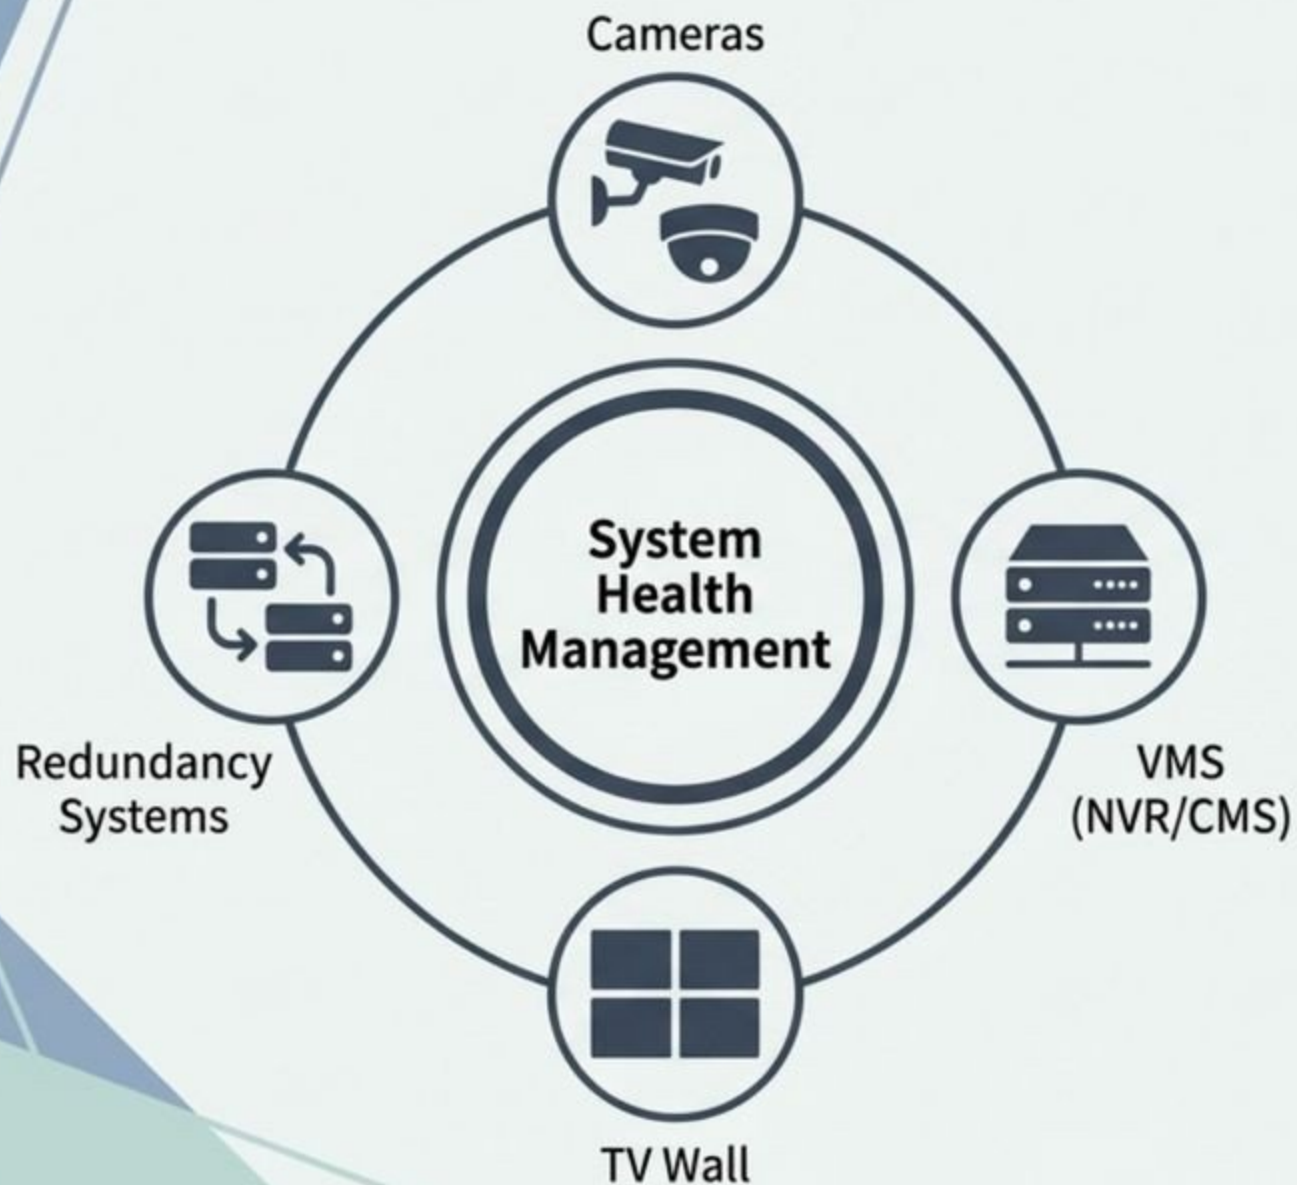 Cameras
System
Health
Management
Redundancy
Systems
VMS
(NVR/CMS)
TV Wall